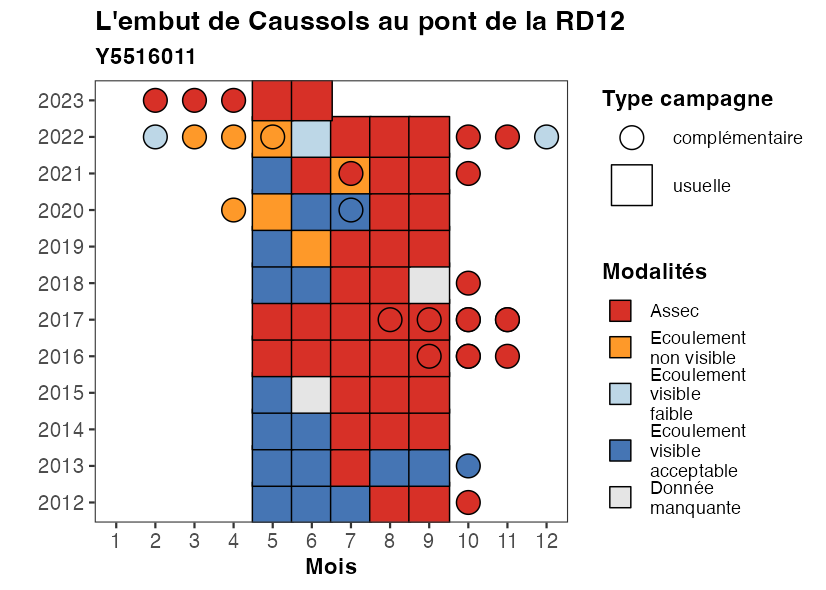 L'embut de Caussols au pont de la RD12
Y5516011
2023
2022
2021
2020
2019
2018
2017
2016
2015
2014
2013
2012
1 2 3 4 5 6 7 8 9 10 11 12
Mois
Type campagne
complémentaire
usuelle
Modalités
Assec
Ecoulement
non visible
Ecoulement
visible
faible
Ecoulement
visible
acceptable
Donnée
manquante